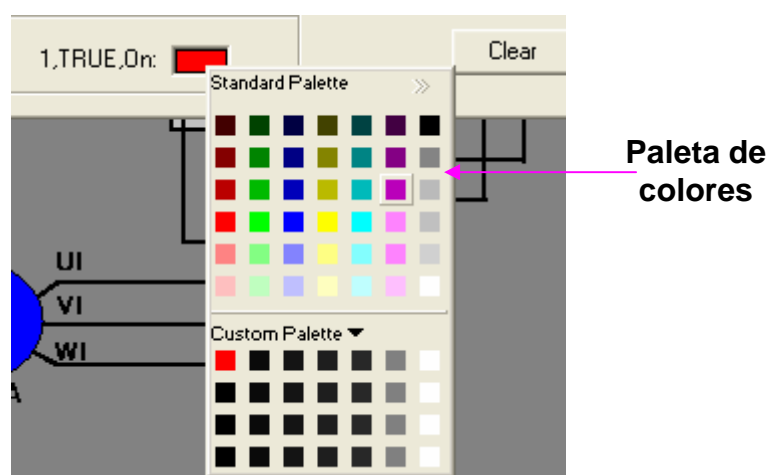 1,TRUE,On:
Clear
Standard Palette
Paleta de
colores
UI
VI
WI
Custom Palette
A